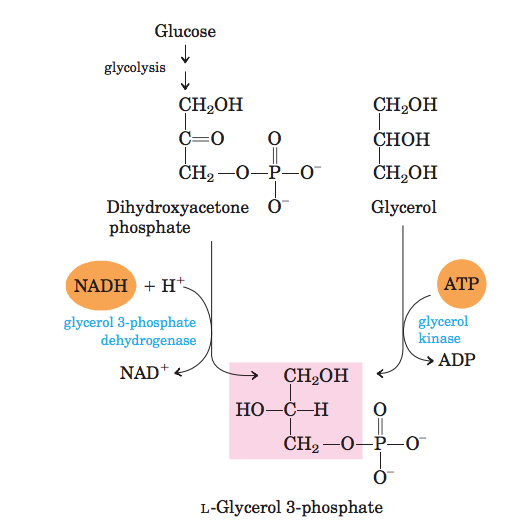 Glucose
glycolysis
CH₂OH
C=O O
CH₂—O—P—O⁻
O⁻
Dihydroxyacetone
phosphate
CH₂OH
CHOH
CH₂OH
Glycerol
NADH + H⁺
glycerol 3-phosphate
dehydrogenase
NAD⁺
ATP
glycerol
kinase
ADP
CH₂OH
HO—C—H O
CH₂—O—P—O⁻
O⁻
L-Glycerol 3-phosphate